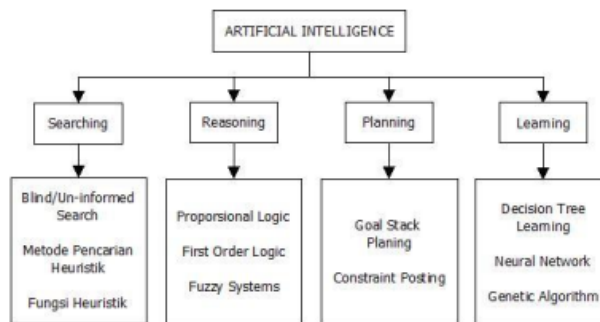 ARTIFICIAL INTELLIGENCE
Searching
Reasoning
Planning
Learning
Blind/Un-informed
Search
Metode Pencarian
Heuristik
Fungsi Heuristik
Proporsional Logic
First Order Logic
Fuzzy Systems
Goal Stack
Planing
Constraint Posting
Decision Tree
Learning
Neural Network
Genetic Algorithm